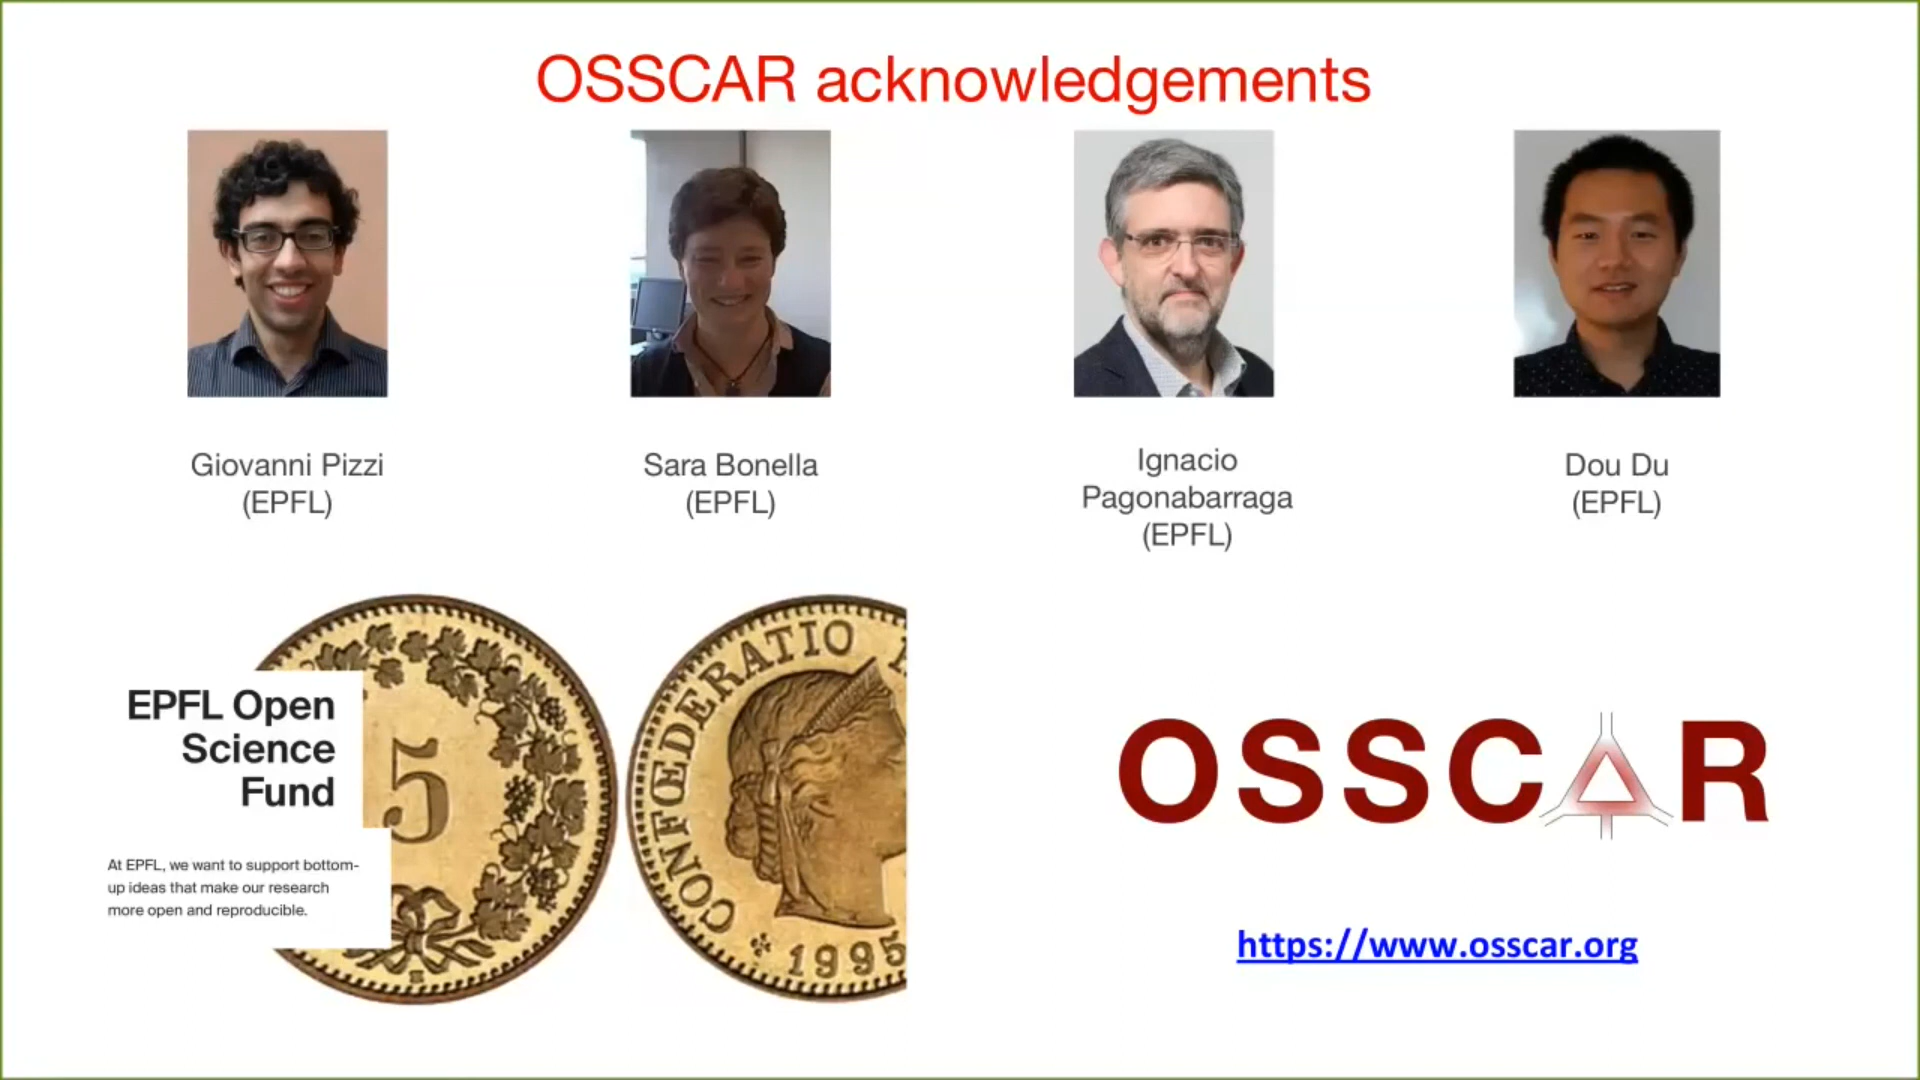 OSSCAR acknowledgements
Giovanni Pizzi
(EPFL)
Sara Bonella
(EPFL)
Ignacio
Pagonabarraga
(EPFL)
Dou Du
(EPFL)
EPFL Open
Science
Fund
At EPFL, we want to support bottom-
up ideas that make our research
more open and reproducible.
5
CONFŒDERATIO
1995
OSSCAR
https://www.osscar.org